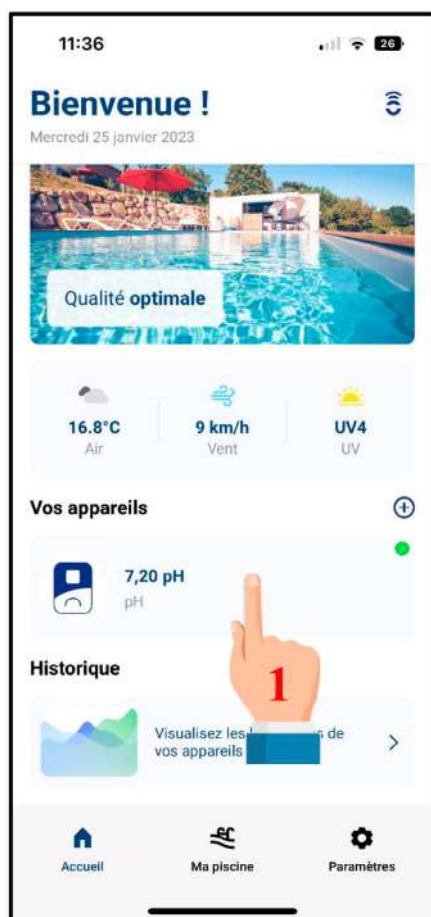 11:36
26
Bienvenue !
Mercredi 25 janvier 2023
Qualité optimale
16.8°C
9 km/h
UV4
Air
Vent
UV
Vos appareils
7,20 pH
pH
1
Historique
Visualisez les de
vos appareils
Accueil
Ma piscine
Paramètres